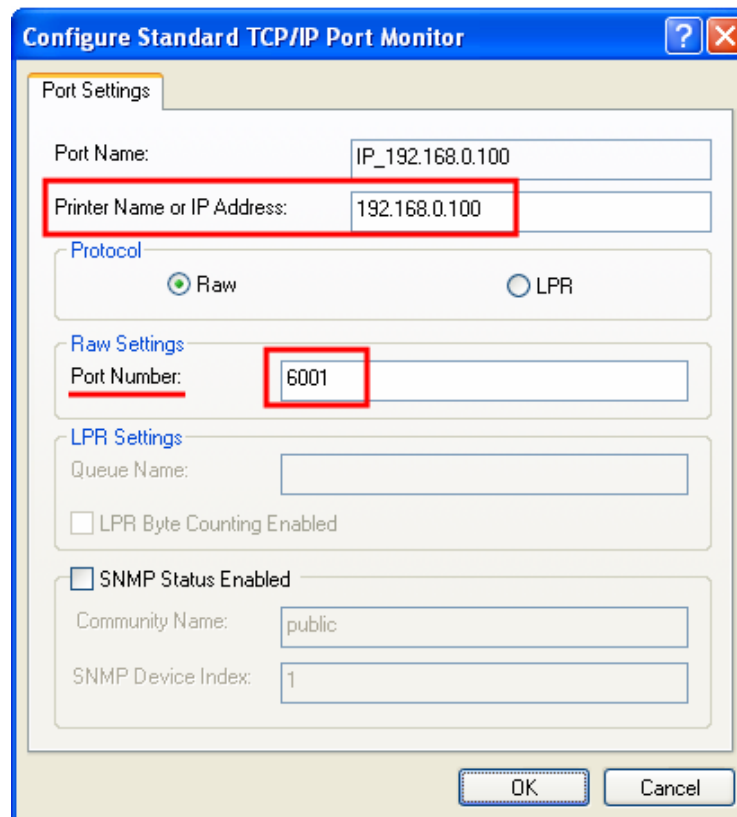 Configure Standard TCP/IP Port Monitor
Port Settings
Port Name: IP_192.168.0.100
Printer Name or IP Address: 192.168.0.100
Protocol
Raw LPR
Raw Settings
Port Number: 6001
LPR Settings
Queue Name:
LPR Byte Counting Enabled
SNMP Status Enabled
Community Name: public
SNMP Device Index: 1
OK Cancel